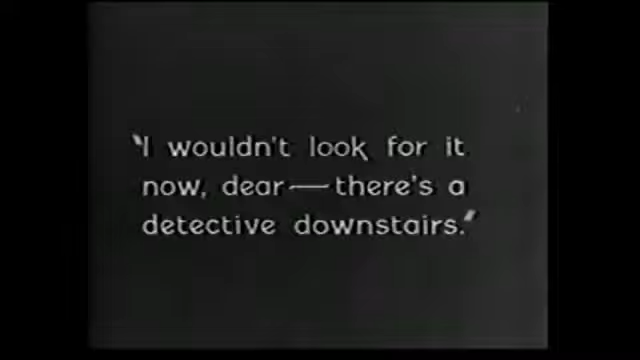 "I wouldn't look for it
now, dear—there's a
detective downstairs."